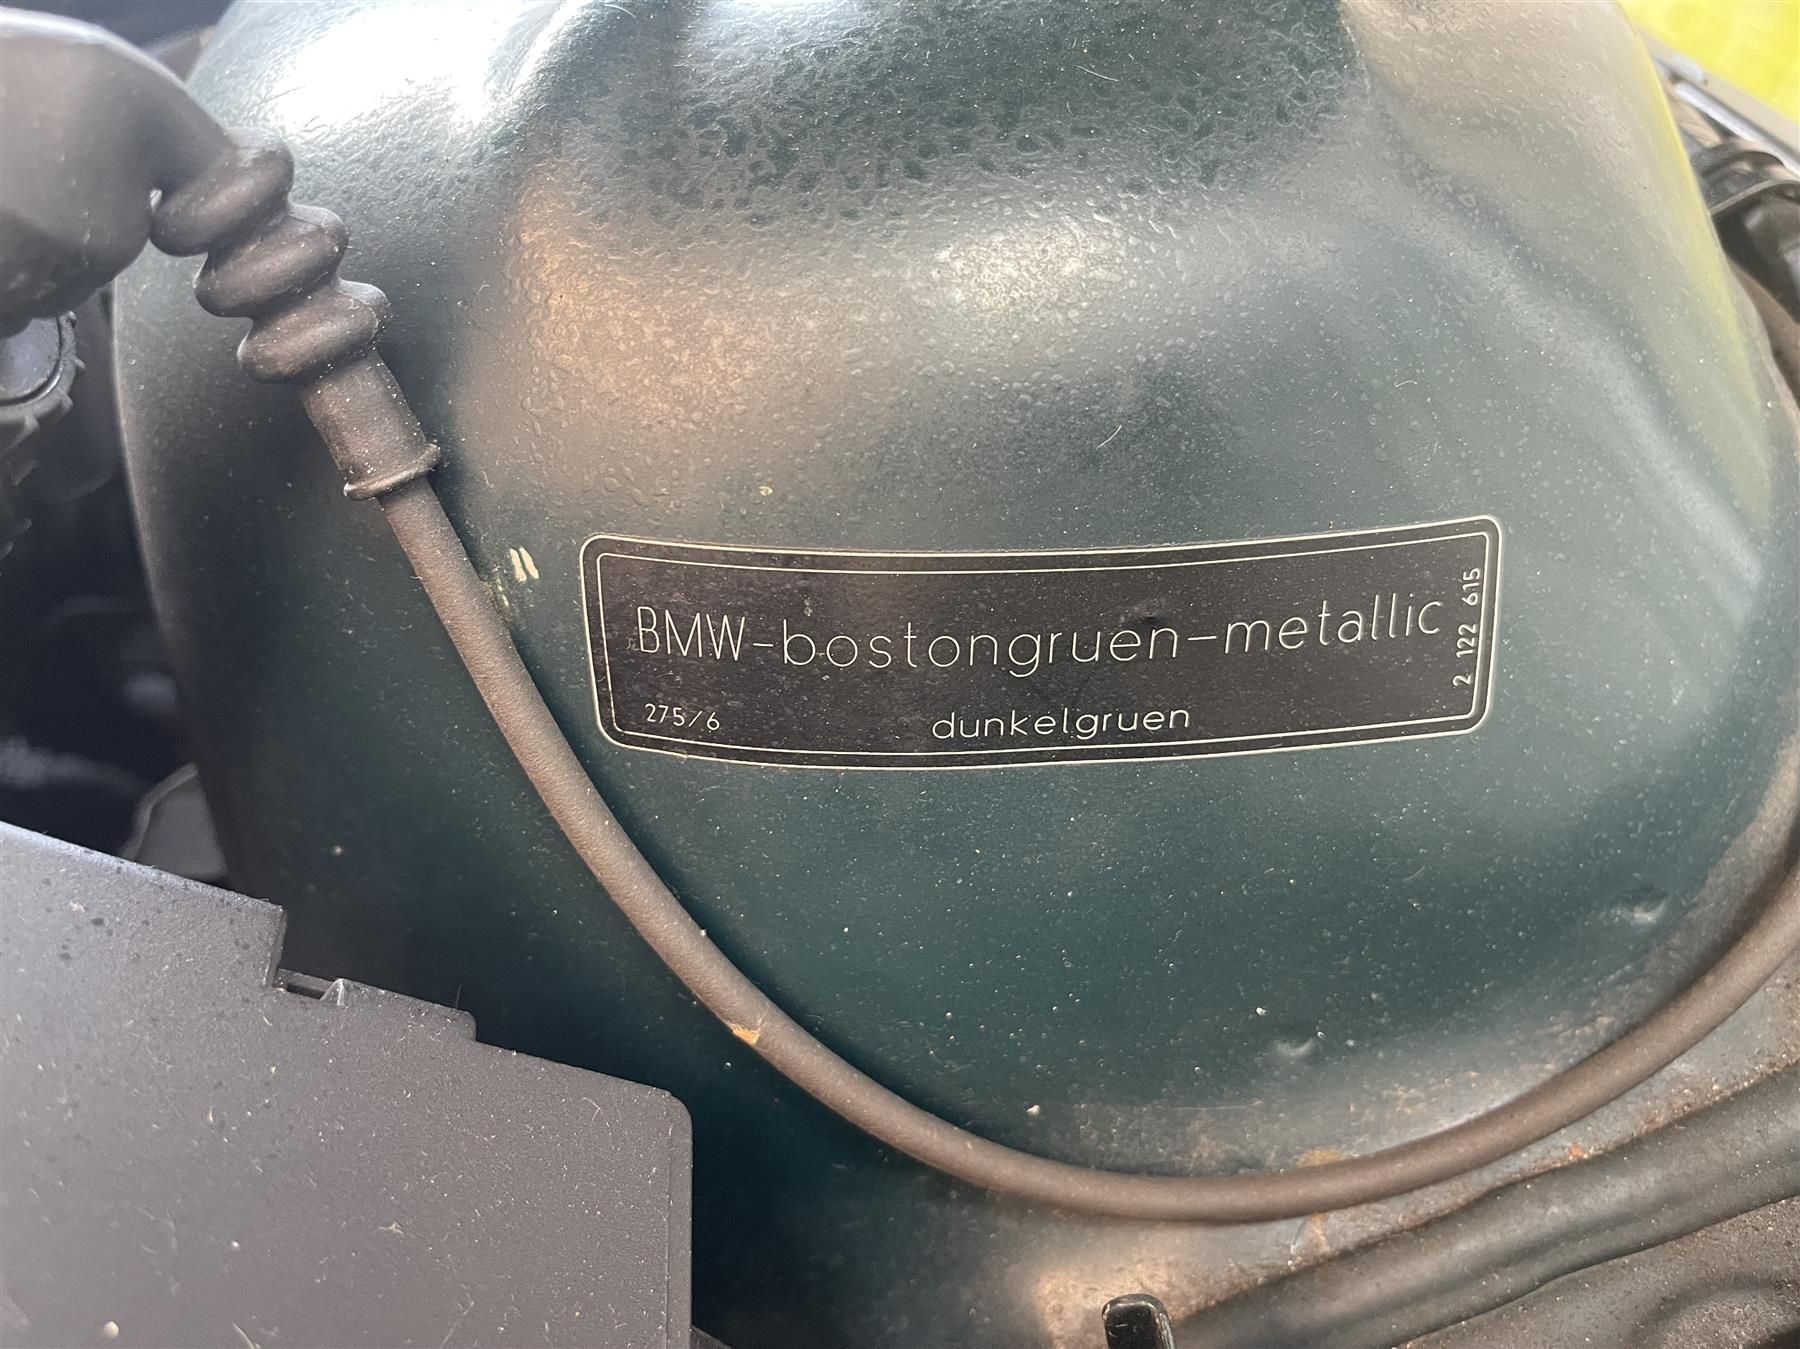 BMW-bostongruen-metallic
275/6 dunkelgruen
2 122 615